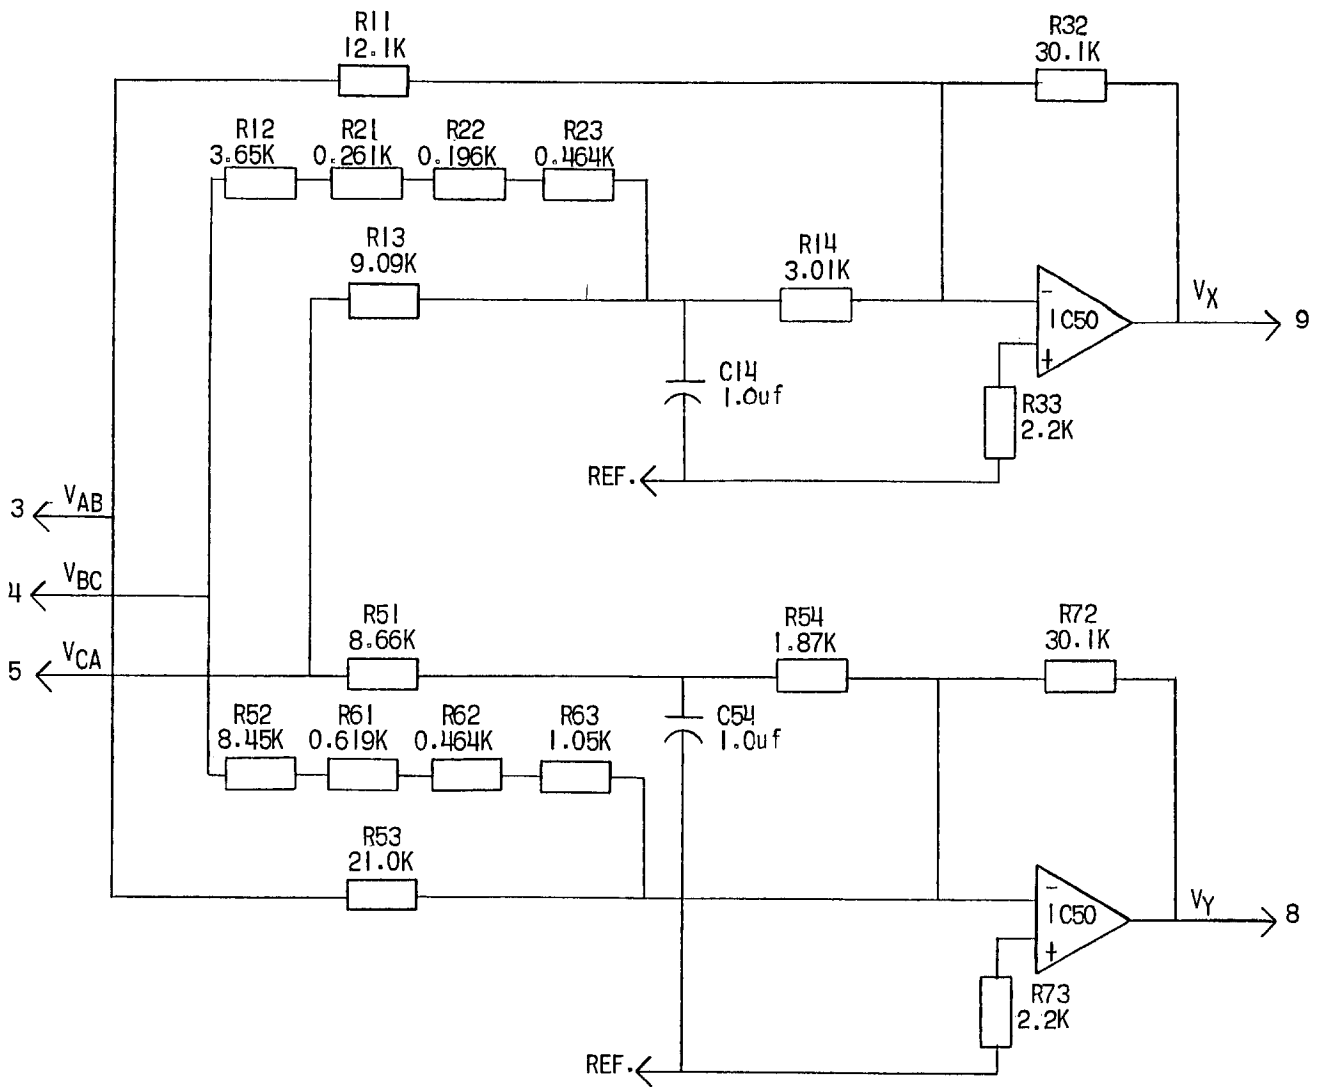 R11
12.1K
R32
30.1K
R12
3.65K
R21
0.261K
R22
0.196K
R23
0.464K
R13
9.09K
R14
3.01K
-
IC50
+
VX
9
C14
1.0uf
R33
2.2K
REF.
3
VAB
4
VBC
5
VCA
R51
8.66K
R54
1.87K
R72
30.1K
R52
8.45K
R61
0.619K
R62
0.464K
R63
1.05K
C54
1.0uf
R53
21.0K
-
IC50
+
VY
8
R73
2.2K
REF.